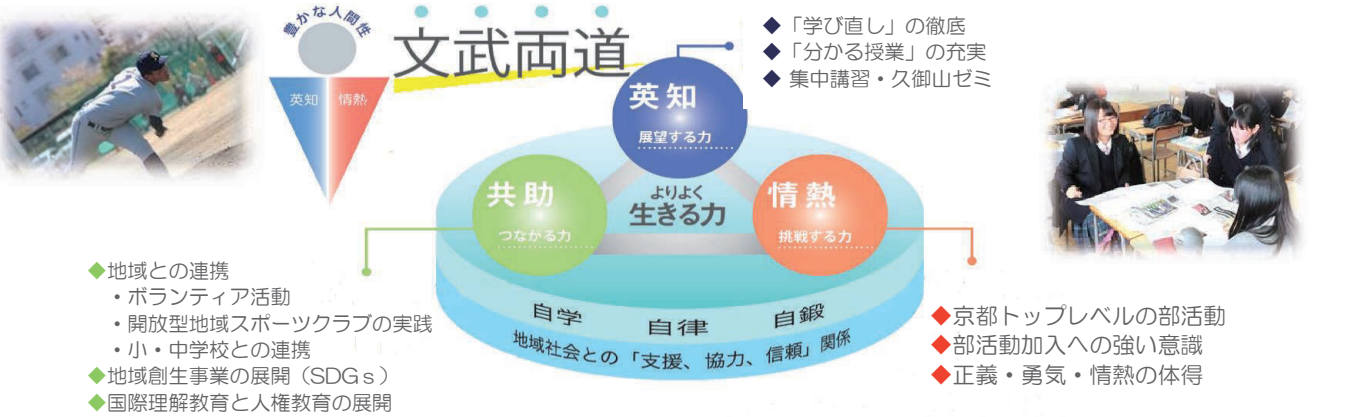 豊かな人間性
英知 情熱
文武両道
◆「学び直し」の徹底
◆「分かる授業」の充実
◆ 集中講習・久御山ゼミ
英知
展望する力
共助
つながる力
よりよく
生きる力
情熱
挑戦する力
自学 自律 自鍛
地域社会との「支援、協力、信頼」関係
◆地域との連携
・ボランティア活動
・開放型地域スポーツクラブの実践
・小・中学校との連携
◆地域創生事業の展開（SDGｓ）
◆国際理解教育と人権教育の展開
◆京都トップレベルの部活動
◆部活動加入への強い意識
◆正義・勇気・情熱の体得